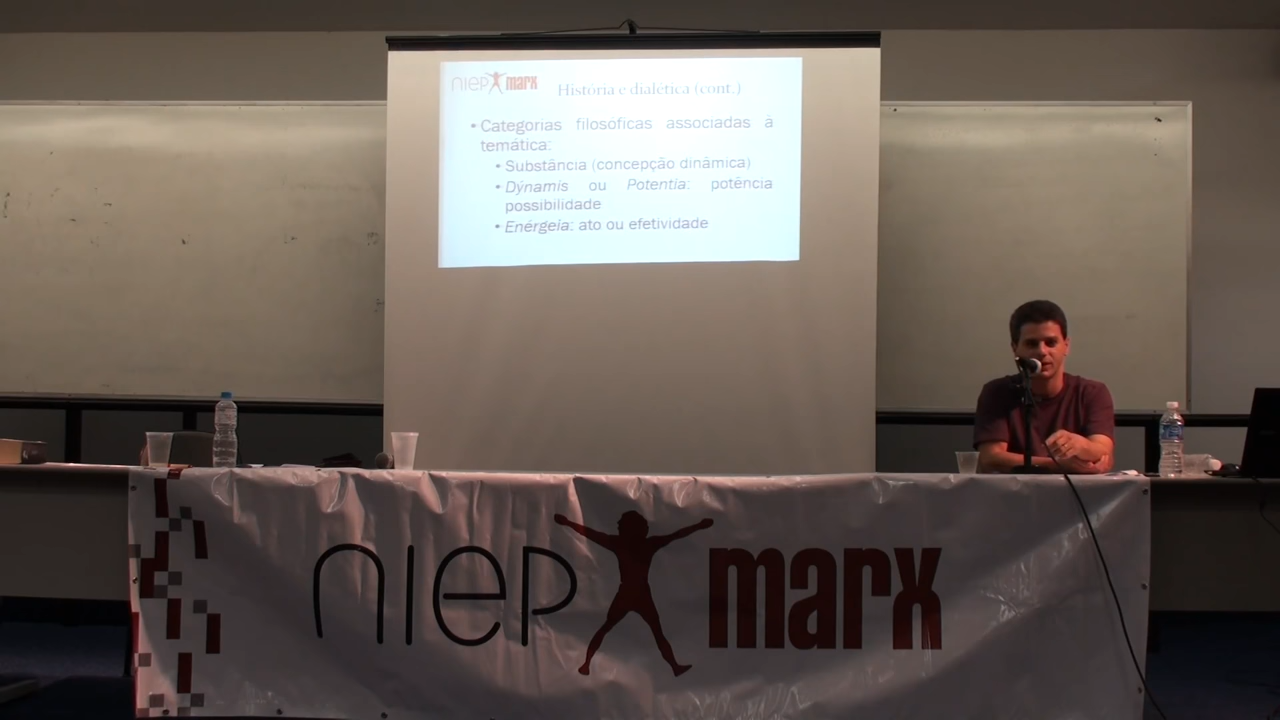 niep marx
História e dialética (cont.)
• Categorias filosóficas associadas à
temática:
• Substância (concepção dinâmica)
• Dýnamis ou Potentia: potência
possibilidade
• Enérgeia: ato ou efetividade
niep marx